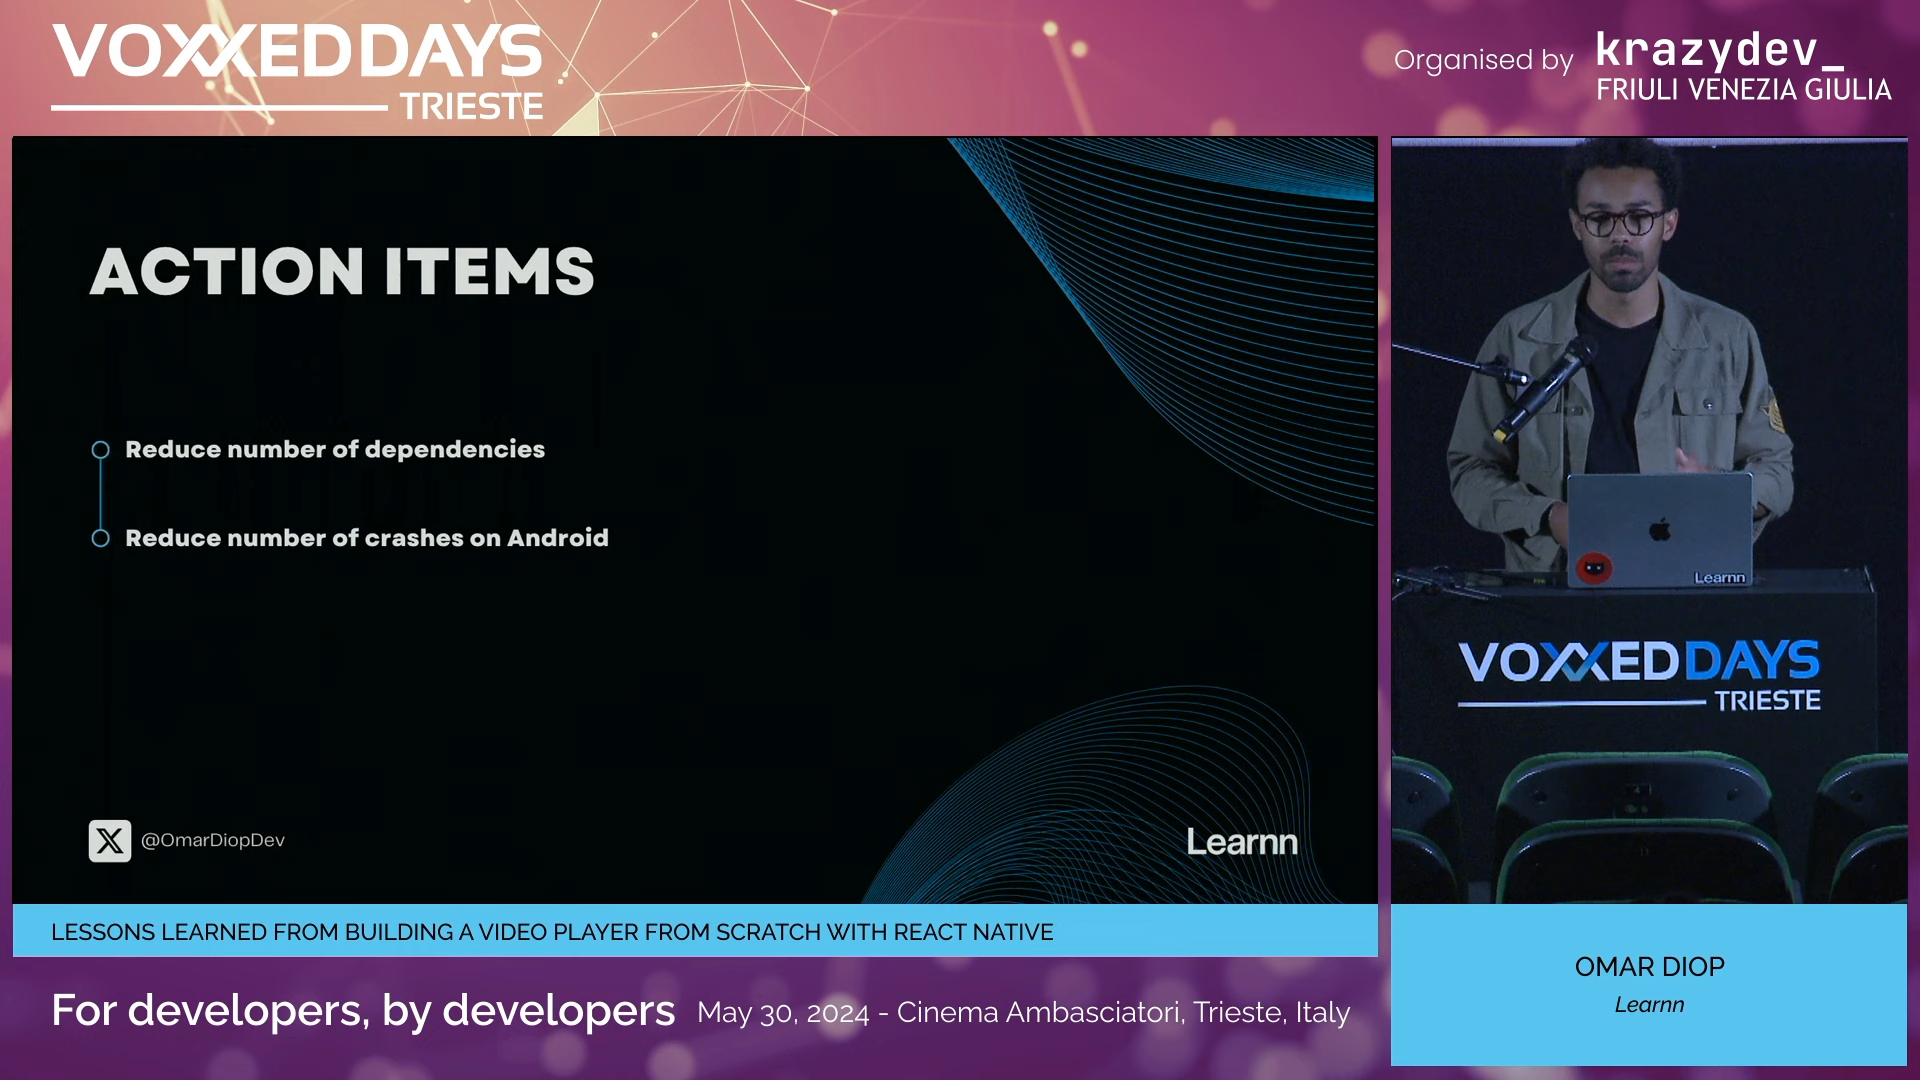 VOXXEDDAYS
TRIESTE
Organised by
krazydev_
FRIULI VENEZIA GIULIA
ACTION ITEMS
Reduce number of dependencies
Reduce number of crashes on Android
@OmarDiopDev
Learnn
Learnn
VOXXEDDAYS
TRIESTE
LESSONS LEARNED FROM BUILDING A VIDEO PLAYER FROM SCRATCH WITH REACT NATIVE
OMAR DIOP
Learnn
For developers, by developers
May 30, 2024 - Cinema Ambasciatori, Trieste, Italy